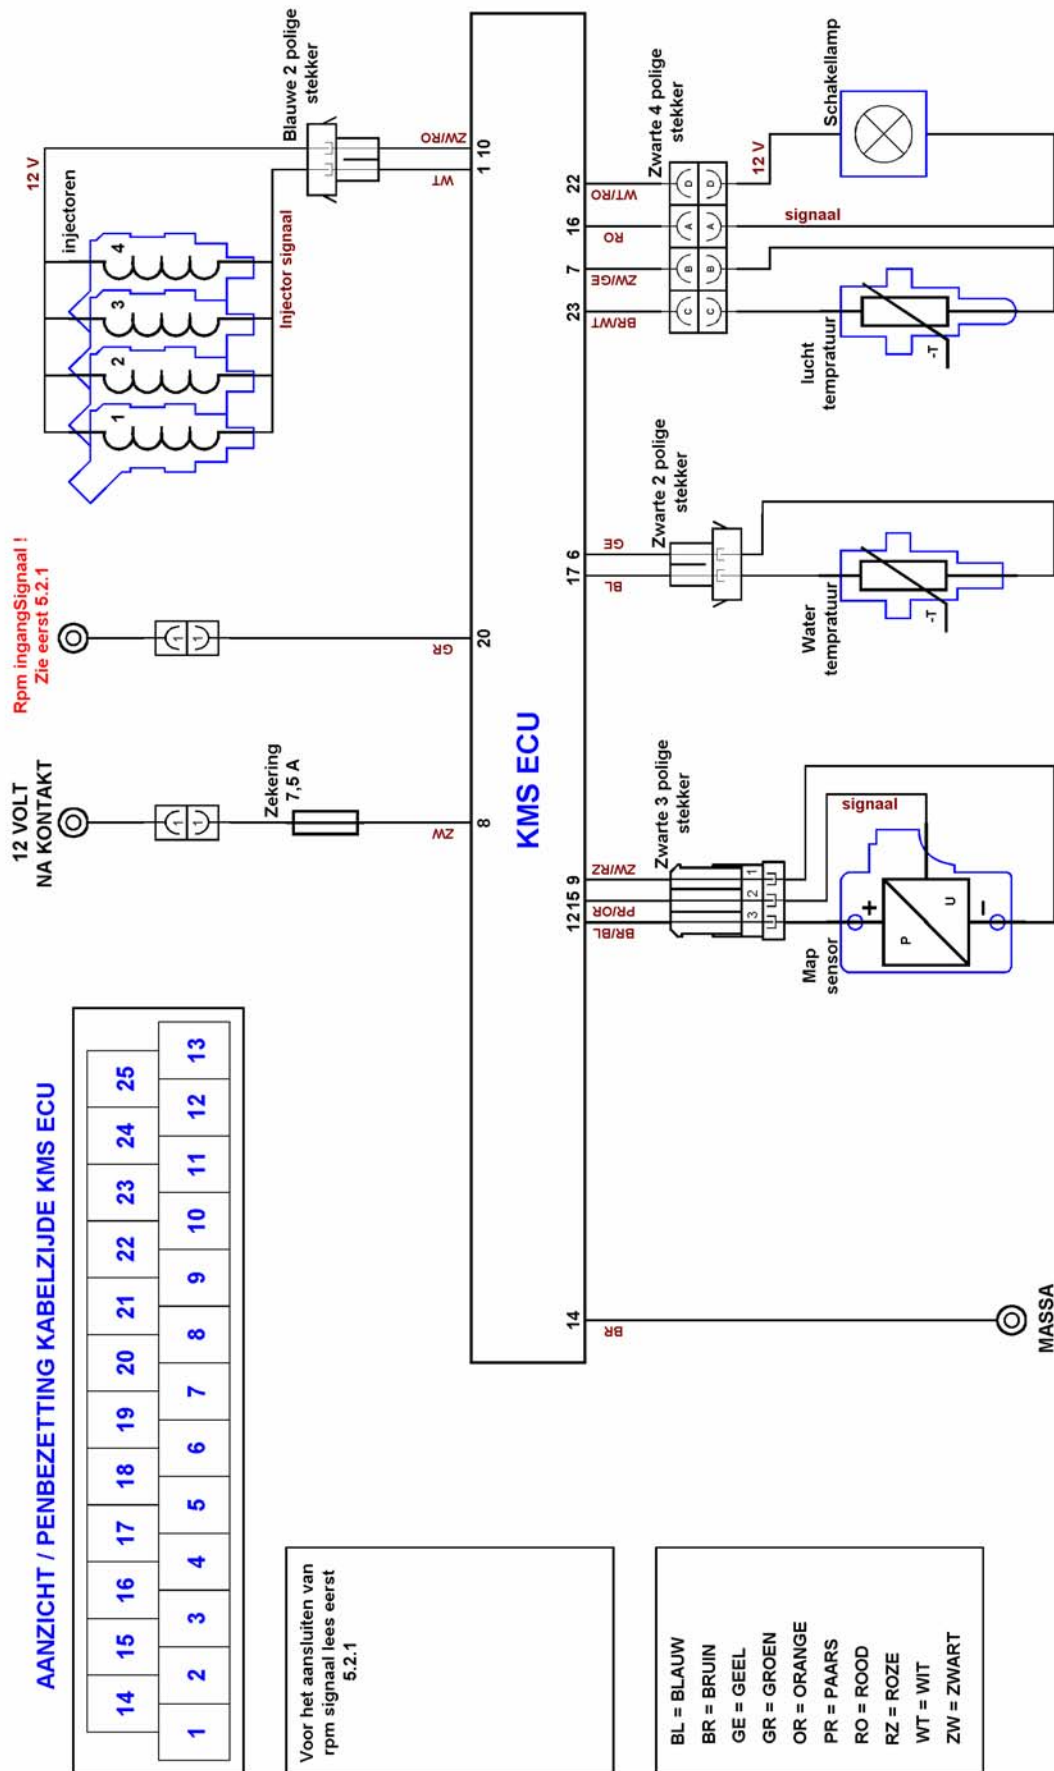 AANZICHT / PENBEZETTING KABELZIJDE KMS ECU
14 15 16 17 18 19 20 21 22 23 24 25
1 2 3 4 5 6 7 8 9 10 11 12 13
12 VOLT
NA KONTAKT
1 1
Zekering
7,5 A
ZW
8
Rpm ingangSignaal !
Zie eerst 5.2.1
1 1
GR
20
12 V
injectoren
1 2 3 4
Injector signaal
Blauwe 2 polige
stekker
WT
ZW/RO
1 10
Voor het aansluiten van
rpm signaal lees eerst
5.2.1
KMS ECU
14
BR
MASSA
12 15 9
BR/BL
PR/OR
ZW/RZ
Zwarte 3 polige
stekker
3 2 1
signaal
Map
sensor
+
P
U
–
17 6
BL
GE
Zwarte 2 polige
stekker
Water
tempratuur
-T
23 7 16 22
BR/WT
ZW/GE
RO
WT/RO
Zwarte 4 polige
stekker
C B A D
C B A D
12 V
signaal
Schakellamp
lucht
tempratuur
-T
BL = BLAUW
BR = BRUIN
GE = GEEL
GR = GROEN
OR = ORANGE
PR = PAARS
RO = ROOD
RZ = ROZE
WT = WIT
ZW = ZWART